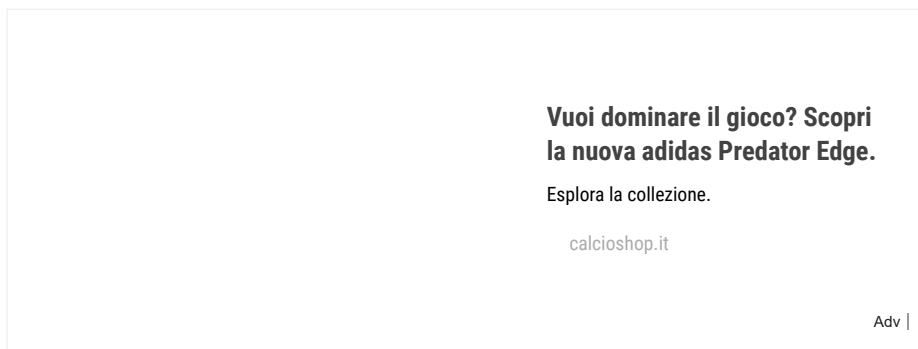 Vuoi dominare il gioco? Scopri
la nuova adidas Predator Edge.
Esplora la collezione.
calcioshop.it
Adv